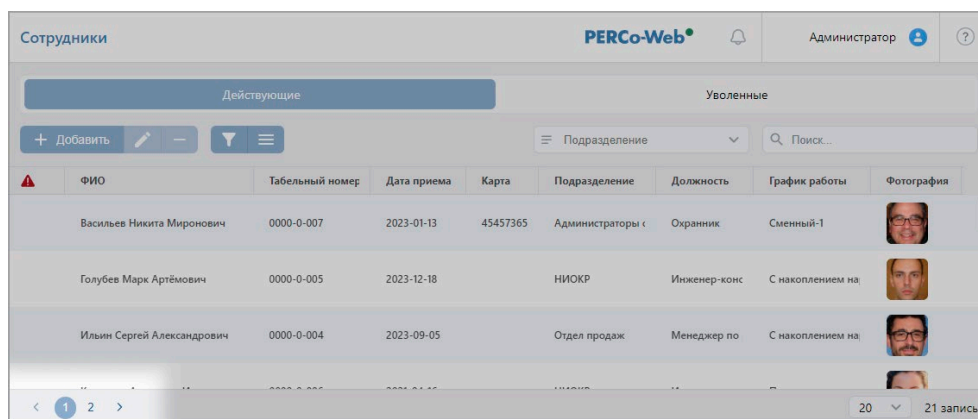 Сотрудники PERCo-Web Администратор ?
Действующие Уволенные
+ Добавить Подразделение Поиск...
ФИО Табельный номер Дата приема Карта Подразделение Должность График работы Фотография
Васильев Никита Миронович 0000-0-007 2023-01-13 45457365 Администраторы с Охранник Сменный-1
Голубев Марк Артёмович 0000-0-005 2023-12-18 НИОКР Инженер-конс С накоплением на
Ильин Сергей Александрович 0000-0-004 2023-09-05 Отдел продаж Менеджер по С накоплением на
< 1 2 > 20 21 запись